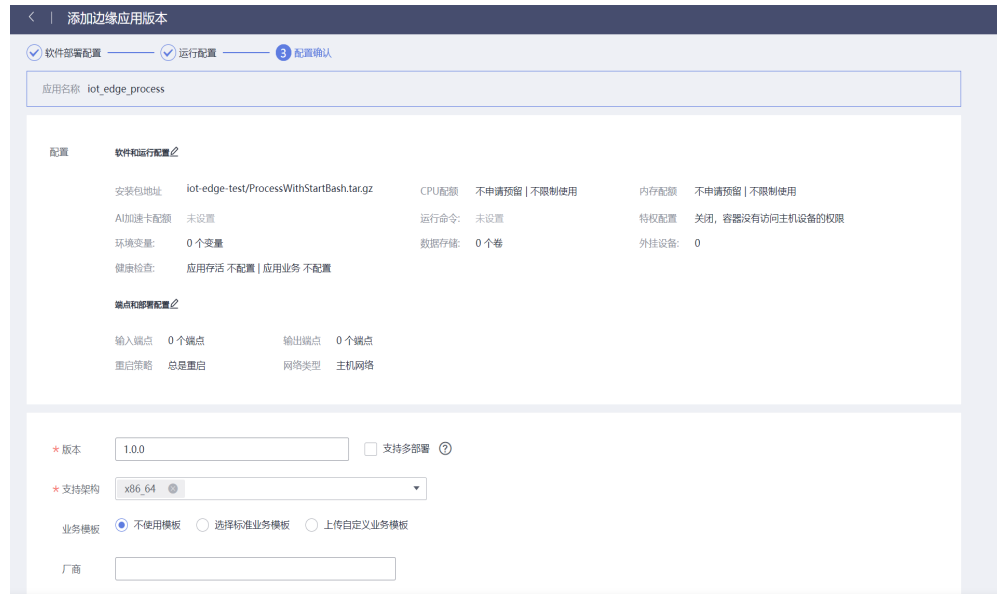 添加边缘应用版本
软件部署配置 运行配置 3 配置确认
应用名称 iot_edge_process
配置 软件和运行配置
安装包地址 iot-edge-test/ProcessWithStartBash.tar.gz CPU配额 不申请预留 | 不限制使用 内存配额 不申请预留 | 不限制使用
AI加速卡配额 未设置 运行命令: 未设置 特权配置 关闭，容器没有访问主机设备的权限
环境变量: 0 个变量 数据存储: 0 个卷 外挂设备: 0
健康检查: 应用存活 不配置 | 应用业务 不配置
端点和部署配置
输入端点 0 个端点 输出端点 0 个端点
重启策略 总是重启 网络类型 主机网络
* 版本 1.0.0 支持多部署 ?
* 支持架构 x86_64
业务模板 不使用模板 选择标准业务模板 上传自定义业务模板
厂商